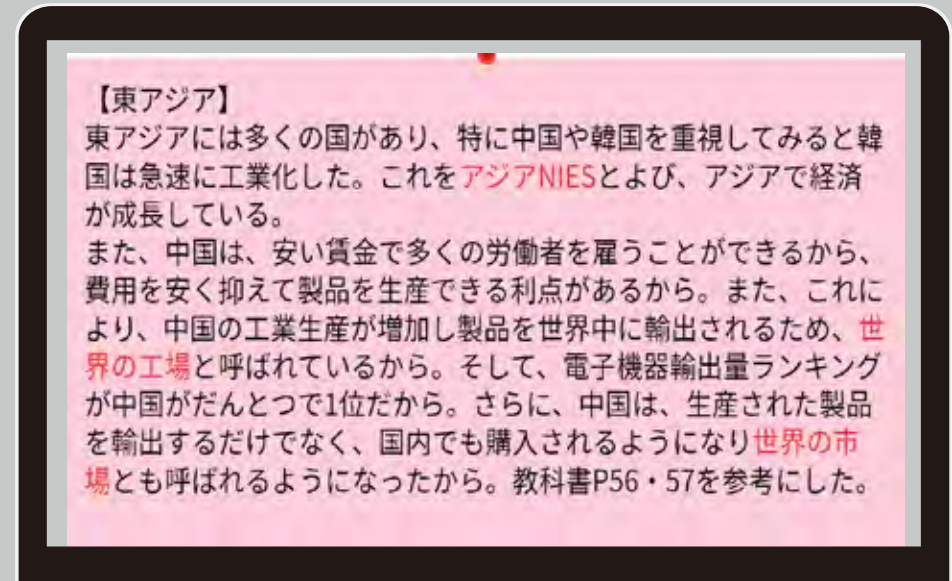 【東アジア】
東アジアには多くの国があり、特に中国や韓国を重視してみると韓
国は急速に工業化した。これをアジアNIESとよび、アジアで経済
が成長している。
また、中国は、安い賃金で多くの労働者を雇うことができるから、
費用を安く抑えて製品を生産できる利点があるから。また、これに
より、中国の工業生産が増加し製品を世界中に輸出されるため、世
界の工場と呼ばれているから。そして、電子機器輸出量ランキング
が中国がだんとつで1位だから。さらに、中国は、生産された製品
を輸出するだけでなく、国内でも購入されるようになり世界の市
場とも呼ばれるようになったから。教科書P56・57を参考にした。